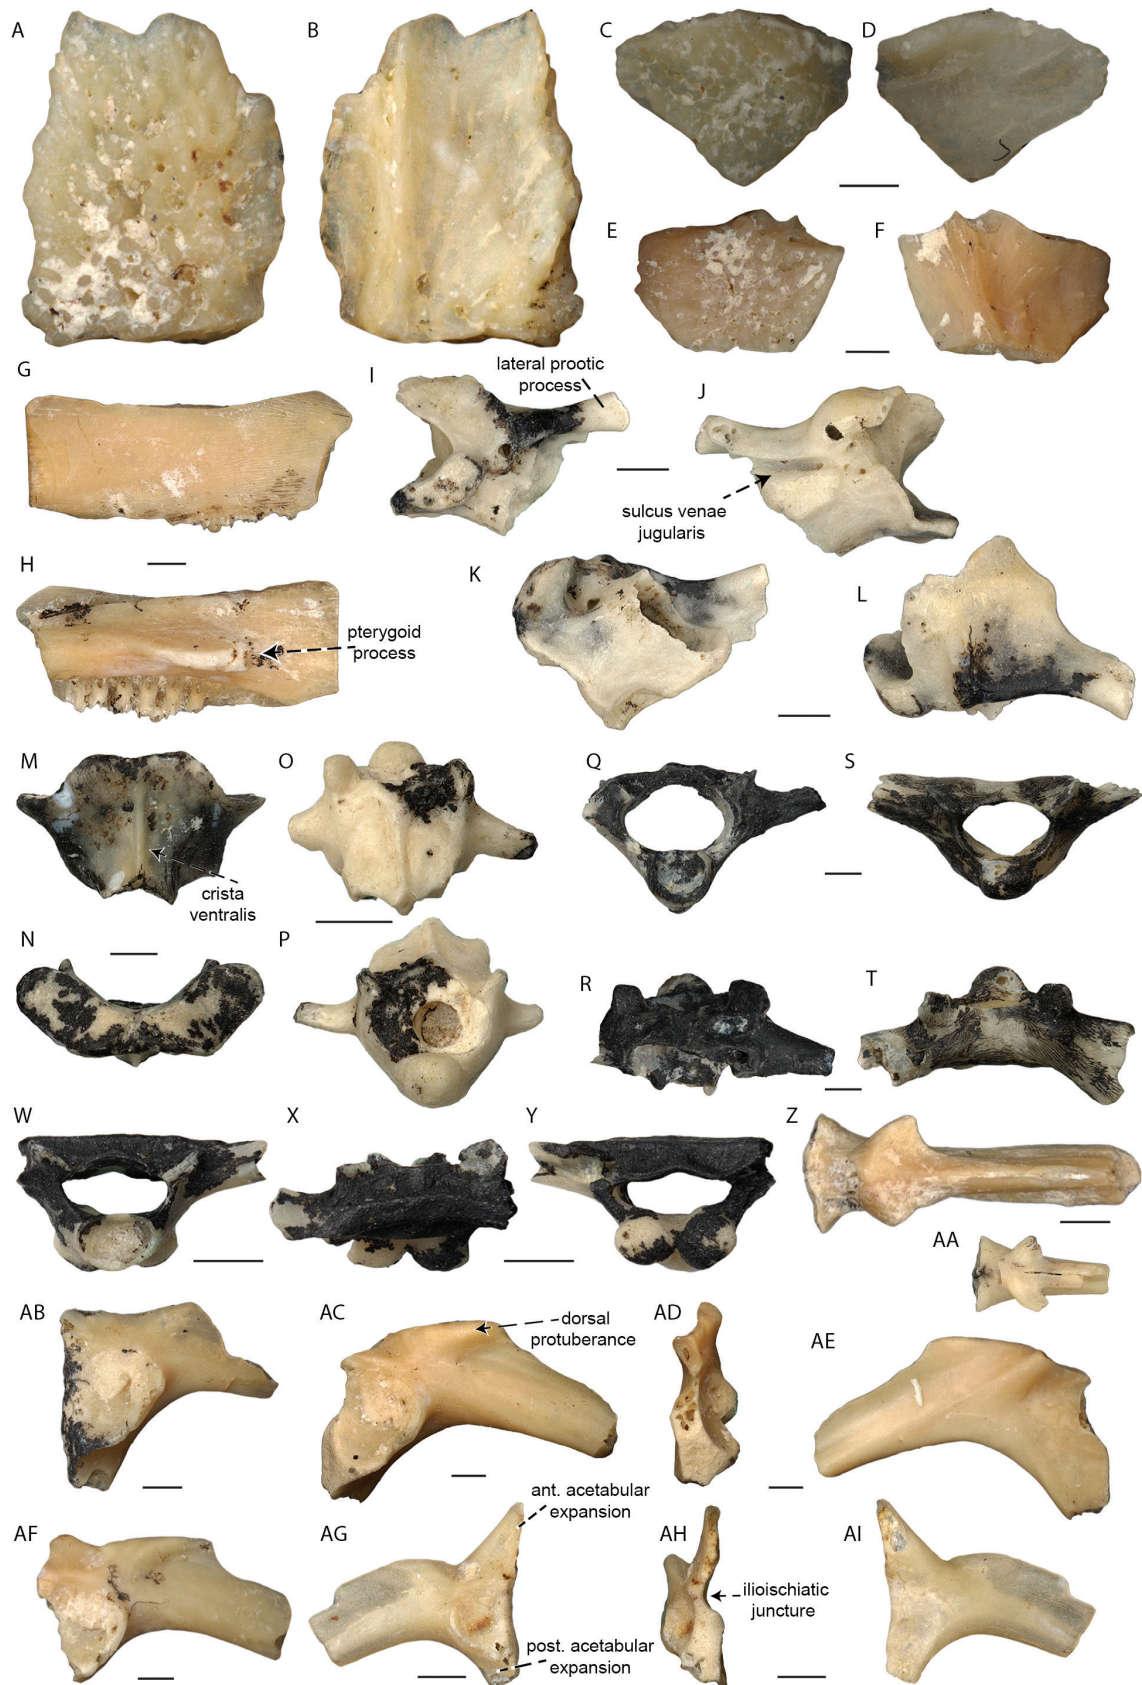 A
B
C
D
E
F
G
H
I
lateral prootic
process
J
sulcus venae
jugularis
pterygoid
process
K
L
M
crista
ventralis
O
Q
S
N
P
R
T
W
X
Y
Z
AA
AB
AC
dorsal
protuberance
AD
AE
AF
AG
ant. acetabular
expansion
post. acetabular
expansion
AH
ilioischiatic
juncture
AI